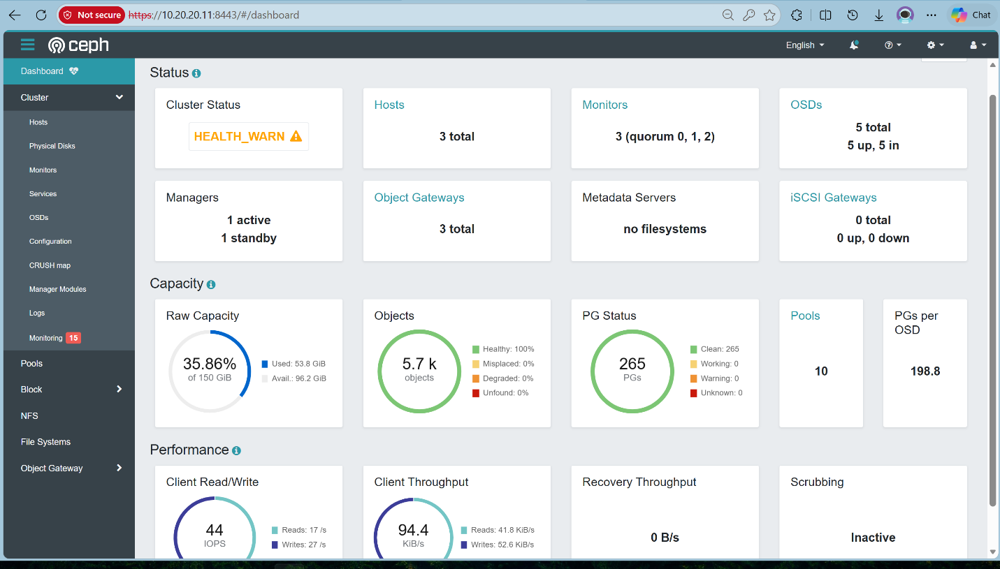 Not secure https://10.20.20.11:8443/#/dashboard Chat
ceph English
Dashboard
Cluster
Hosts
Physical Disks
Monitors
Services
OSDs
Configuration
CRUSH map
Manager Modules
Logs
Monitoring 15
Pools
Block
NFS
File Systems
Object Gateway
Status
Cluster Status
HEALTH_WARN
Hosts
3 total
Monitors
3 (quorum 0, 1, 2)
OSDs
5 total
5 up, 5 in
Managers
1 active
1 standby
Object Gateways
3 total
Metadata Servers
no filesystems
iSCSI Gateways
0 total
0 up, 0 down
Capacity
Raw Capacity
35.86%
of 150 GiB
Used: 53.8 GiB
Avail.: 96.2 GiB
Objects
5.7 k
objects
Healthy: 100%
Misplaced: 0%
Degraded: 0%
Unfound: 0%
PG Status
265
PGs
Clean: 265
Working: 0
Warning: 0
Unknown: 0
Pools
10
PGs per
OSD
198.8
Performance
Client Read/Write
44
IOPS
Reads: 17 /s
Writes: 27 /s
Client Throughput
94.4
KiB/s
Reads: 41.8 KiB/s
Writes: 52.6 KiB/s
Recovery Throughput
0 B/s
Scrubbing
Inactive